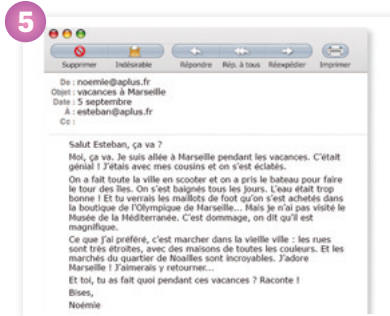 5
Supprimer Indésirable Répondre Rép. à tous Réexpédier Imprimer
De : noemie@aplus.fr
Objet : vacances à Marseille
Date : 5 septembre
À : esteban@aplus.fr
Cc :
Salut Esteban, ça va ?
Moi, ça va. Je suis allée à Marseille pendant les vacances. C'était
génial ! J'étais avec mes cousins et on s'est éclatés.
On a fait toute la ville en scooter et on a pris le bateau pour faire
le tour des îles. On s'est baignés tous les jours. L'eau était trop
bonne ! Et tu verrais les maillots de foot qu'on s'est achetés dans
la boutique de l'Olympique de Marseille... Mais je n'ai pas visité le
Musée de la Méditerranée. C'est dommage, on dit qu'il est
magnifique.
Ce que j'ai préféré, c'est marcher dans la vieille ville : les rues
sont très étroites, avec des maisons de toutes les couleurs. Et les
marchés du quartier de Noailles sont incroyables. J'adore
Marseille ! J'aimerais y retourner...
Et toi, tu as fait quoi pendant ces vacances ? Raconte !
Bises,
Noémie